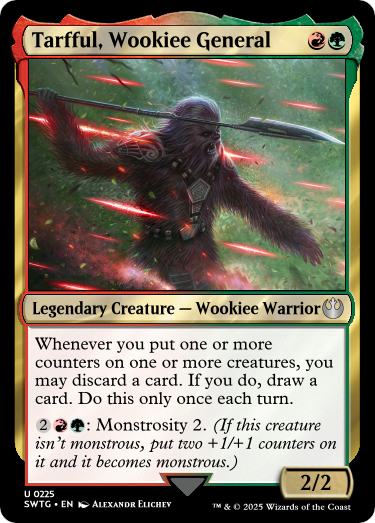 Tarfful, Wookiee General
Legendary Creature — Wookiee Warrior
Whenever you put one or more
counters on one or more creatures, you
may discard a card. If you do, draw a
card. Do this only once each turn.
2: Monstrosity 2. (If this creature
isn't monstrous, put two +1/+1 counters on
it and it becomes monstrous.)
2/2
U 0225
SWTG • EN Alexandr Elichev
™ & © 2025 Wizards of the Coast